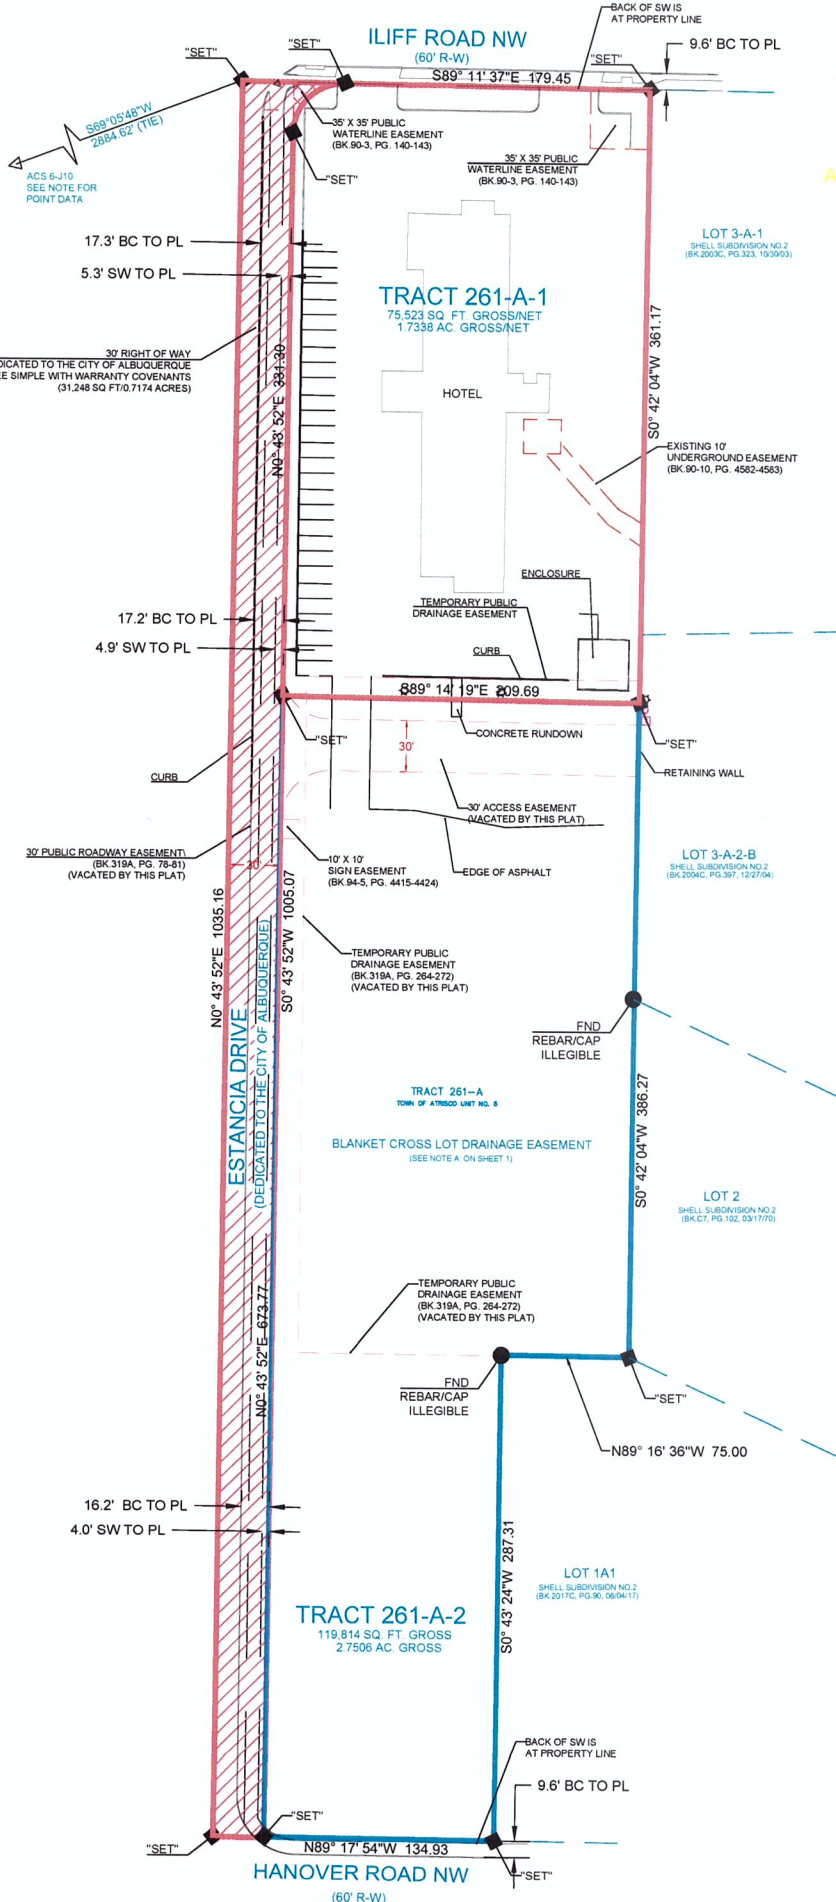 BACK OF SW IS
AT PROPERTY LINE
ILIFF ROAD NW
(60' R-W)
9.6' BC TO PL
"SET"
"SET"
"SET"
S89° 11' 37"E 179.45
S69°05'48"W
2884.62' (TIE)
35' X 35' PUBLIC
WATERLINE EASEMENT
(BK.90-3, PG. 140-143)
35' X 35' PUBLIC
WATERLINE EASEMENT
(BK.90-3, PG. 140-143)
"SET"
ACS 6-J10
SEE NOTE FOR
POINT DATA
A
LOT 3-A-1
SHELL SUBDIVISION NO.2
(BK.2003C, PG.323, 10/30/03)
17.3' BC TO PL
5.3' SW TO PL
TRACT 261-A-1
75,523 SQ. FT. GROSS/NET
1.7338 AC. GROSS/NET
S0° 42' 04"W 361.17
30' RIGHT OF WAY
DICATED TO THE CITY OF ALBUQUERQUE
EE SIMPLE WITH WARRANTY COVENANTS
(31,248 SQ FT/0.7174 ACRES)
N0° 43' 52"E 331.30
HOTEL
EXISTING 10'
UNDERGROUND EASEMENT
(BK.90-10, PG. 4582-4583)
ENCLOSURE
TEMPORARY PUBLIC
DRAINAGE EASEMENT
17.2' BC TO PL
4.9' SW TO PL
CURB
S89° 14' 19"E 209.69
"SET"
CONCRETE RUNDOWN
"SET"
30'
CURB
RETAINING WALL
30' ACCESS EASEMENT
(VACATED BY THIS PLAT)
30' PUBLIC ROADWAY EASEMENT
(BK.319A, PG. 78-81)
(VACATED BY THIS PLAT)
30'
10' X 10'
SIGN EASEMENT
(BK.94-5, PG. 4415-4424)
EDGE OF ASPHALT
LOT 3-A-2-B
SHELL SUBDIVISION NO.2
(BK.2004C, PG.397, 12/27/04)
N0° 43' 52"E 1035.16
S0° 43' 52"W 1005.07
TEMPORARY PUBLIC
DRAINAGE EASEMENT
(BK.319A, PG. 264-272)
(VACATED BY THIS PLAT)
FND
REBAR/CAP
ILLEGIBLE
ESTANCIA DRIVE
(DEDICATED TO THE CITY OF ALBUQUERQUE)
TRACT 261-A
TOWN OF ATRISCO UNIT NO. 8
BLANKET CROSS LOT DRAINAGE EASEMENT
(SEE NOTE A ON SHEET 1)
S0° 42' 04"W 386.27
LOT 2
SHELL SUBDIVISION NO.2
(BK.C7, PG.102, 03/17/70)
TEMPORARY PUBLIC
DRAINAGE EASEMENT
(BK.319A, PG. 264-272)
(VACATED BY THIS PLAT)
N0° 43' 52"E 673.77
FND
REBAR/CAP
ILLEGIBLE
"SET"
N89° 16' 36"W 75.00
16.2' BC TO PL
4.0' SW TO PL
S0° 43' 24"W 287.31
LOT 1A1
SHELL SUBDIVISION NO.2
(BK.2017C, PG.90, 08/04/17)
TRACT 261-A-2
119,814 SQ. FT. GROSS
2.7506 AC. GROSS
BACK OF SW IS
AT PROPERTY LINE
9.6' BC TO PL
"SET"
"SET"
N89° 17' 54"W 134.93
"SET"
HANOVER ROAD NW
(60' R-W)